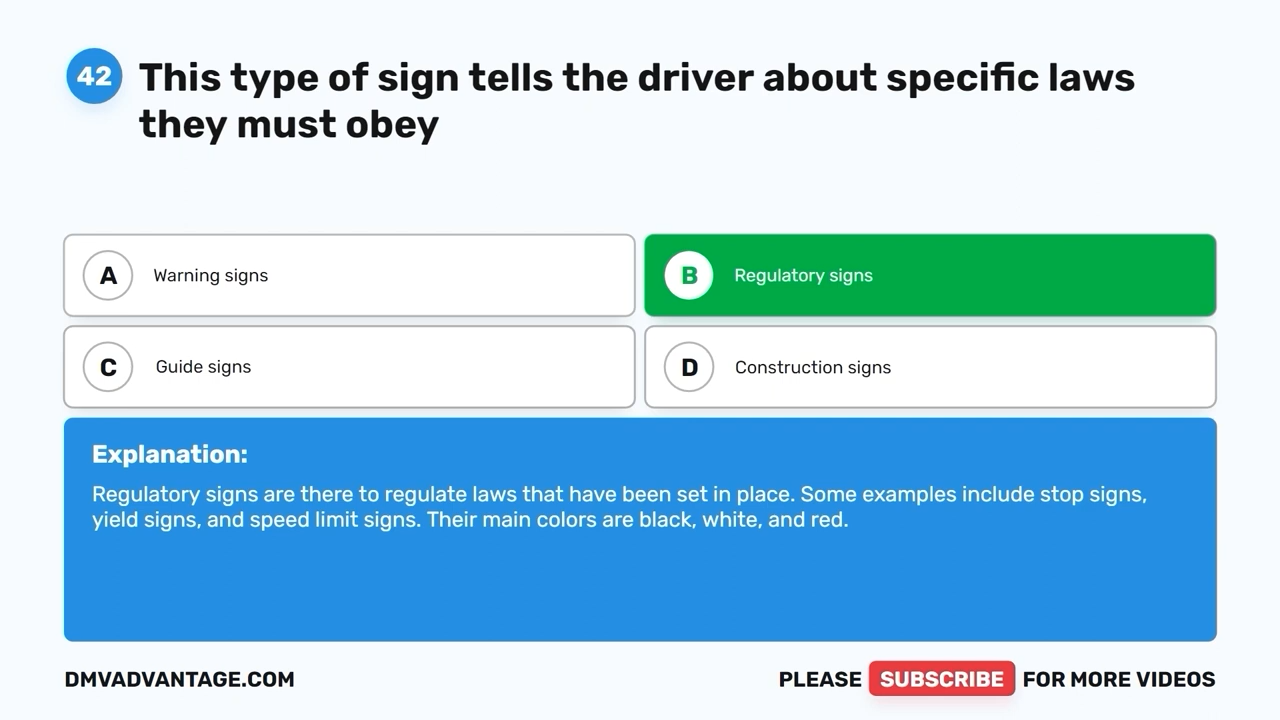 42
This type of sign tells the driver about specific laws
they must obey
A Warning signs
B Regulatory signs
C Guide signs
D Construction signs
Explanation:
Regulatory signs are there to regulate laws that have been set in place. Some examples include stop signs,
yield signs, and speed limit signs. Their main colors are black, white, and red.
DMVADVANTAGE.COM
PLEASE SUBSCRIBE FOR MORE VIDEOS